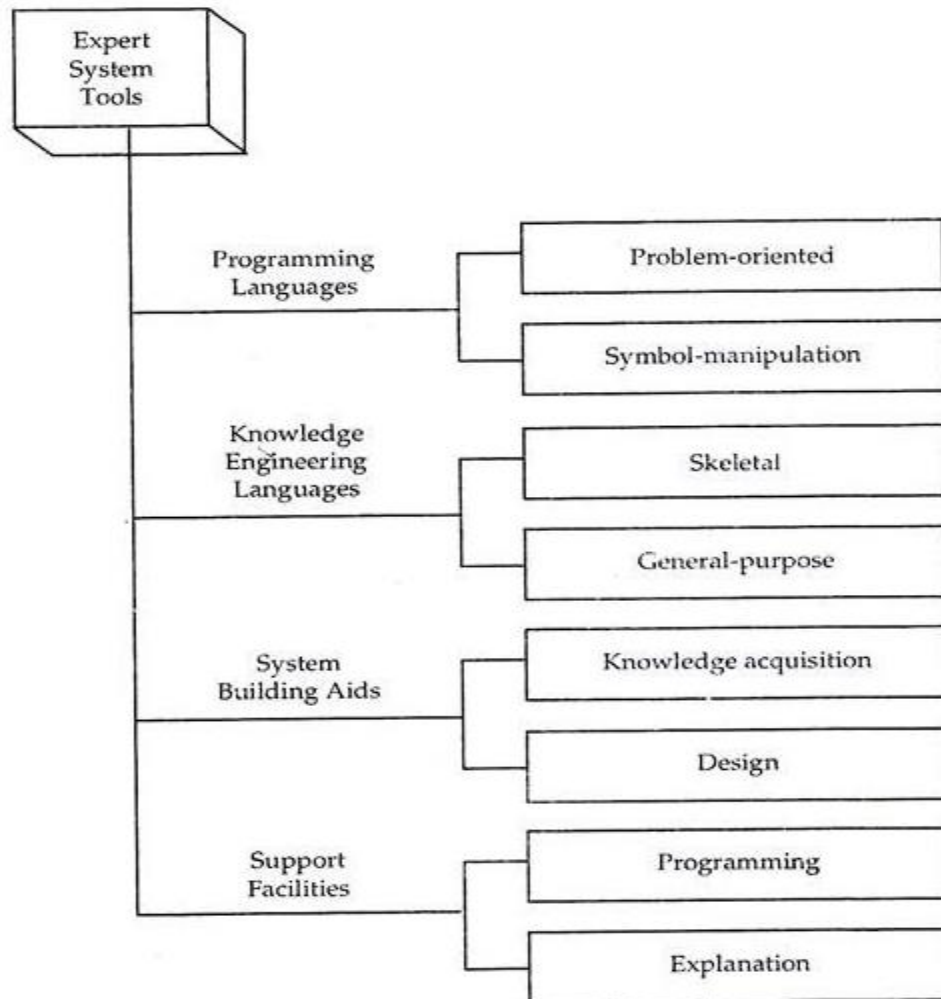 Expert
System
Tools
Programming
Languages
Problem-oriented
Symbol-manipulation
Knowledge
Engineering
Languages
Skeletal
General-purpose
System
Building Aids
Knowledge acquisition
Design
Support
Facilities
Programming
Explanation